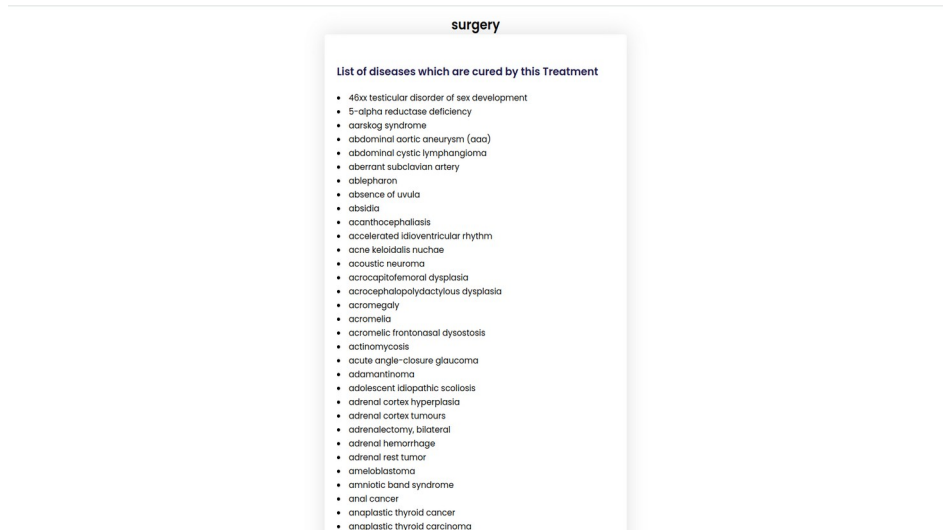 surgery
List of diseases which are cured by this Treatment
46xx testicular disorder of sex development
5-alpha reductase deficiency
aarskog syndrome
abdominal aortic aneurysm (aaa)
abdominal cystic lymphangioma
aberrant subclavian artery
ablepharon
absence of uvula
absidia
acanthocephaliasis
accelerated idioventricular rhythm
acne keloidalis nuchae
acoustic neuroma
acrocapitofemoral dysplasia
acrocephalopolydactylous dysplasia
acromegaly
acromelia
acromelic frontonasal dysostosis
actinomycosis
acute angle-closure glaucoma
adamantinoma
adolescent idiopathic scoliosis
adrenal cortex hyperplasia
adrenal cortex tumours
adrenalectomy, bilateral
adrenal hemorrhage
adrenal rest tumor
ameloblastoma
amniotic band syndrome
anal cancer
anaplastic thyroid cancer
anaplastic thyroid carcinoma